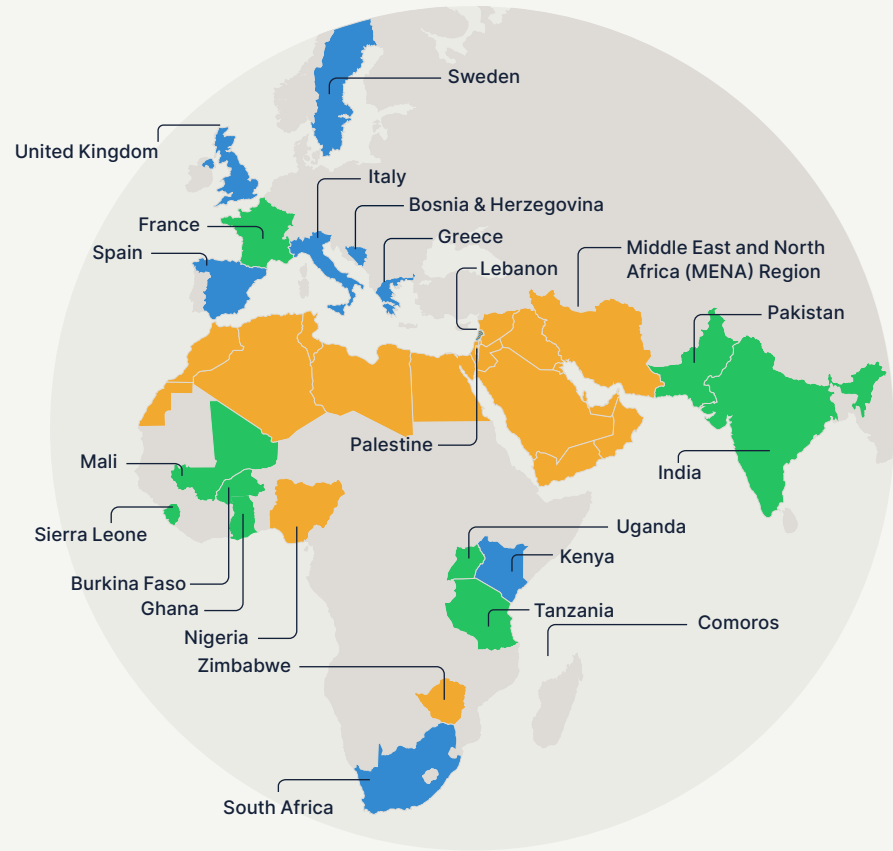 Sweden
United Kingdom
Italy
Bosnia & Herzegovina
France
Greece
Spain
Middle East and North
Africa (MENA) Region
Lebanon
Pakistan
Palestine
Mali
India
Sierra Leone
Uganda
Kenya
Burkina Faso
Ghana
Tanzania
Comoros
Nigeria
Zimbabwe
South Africa